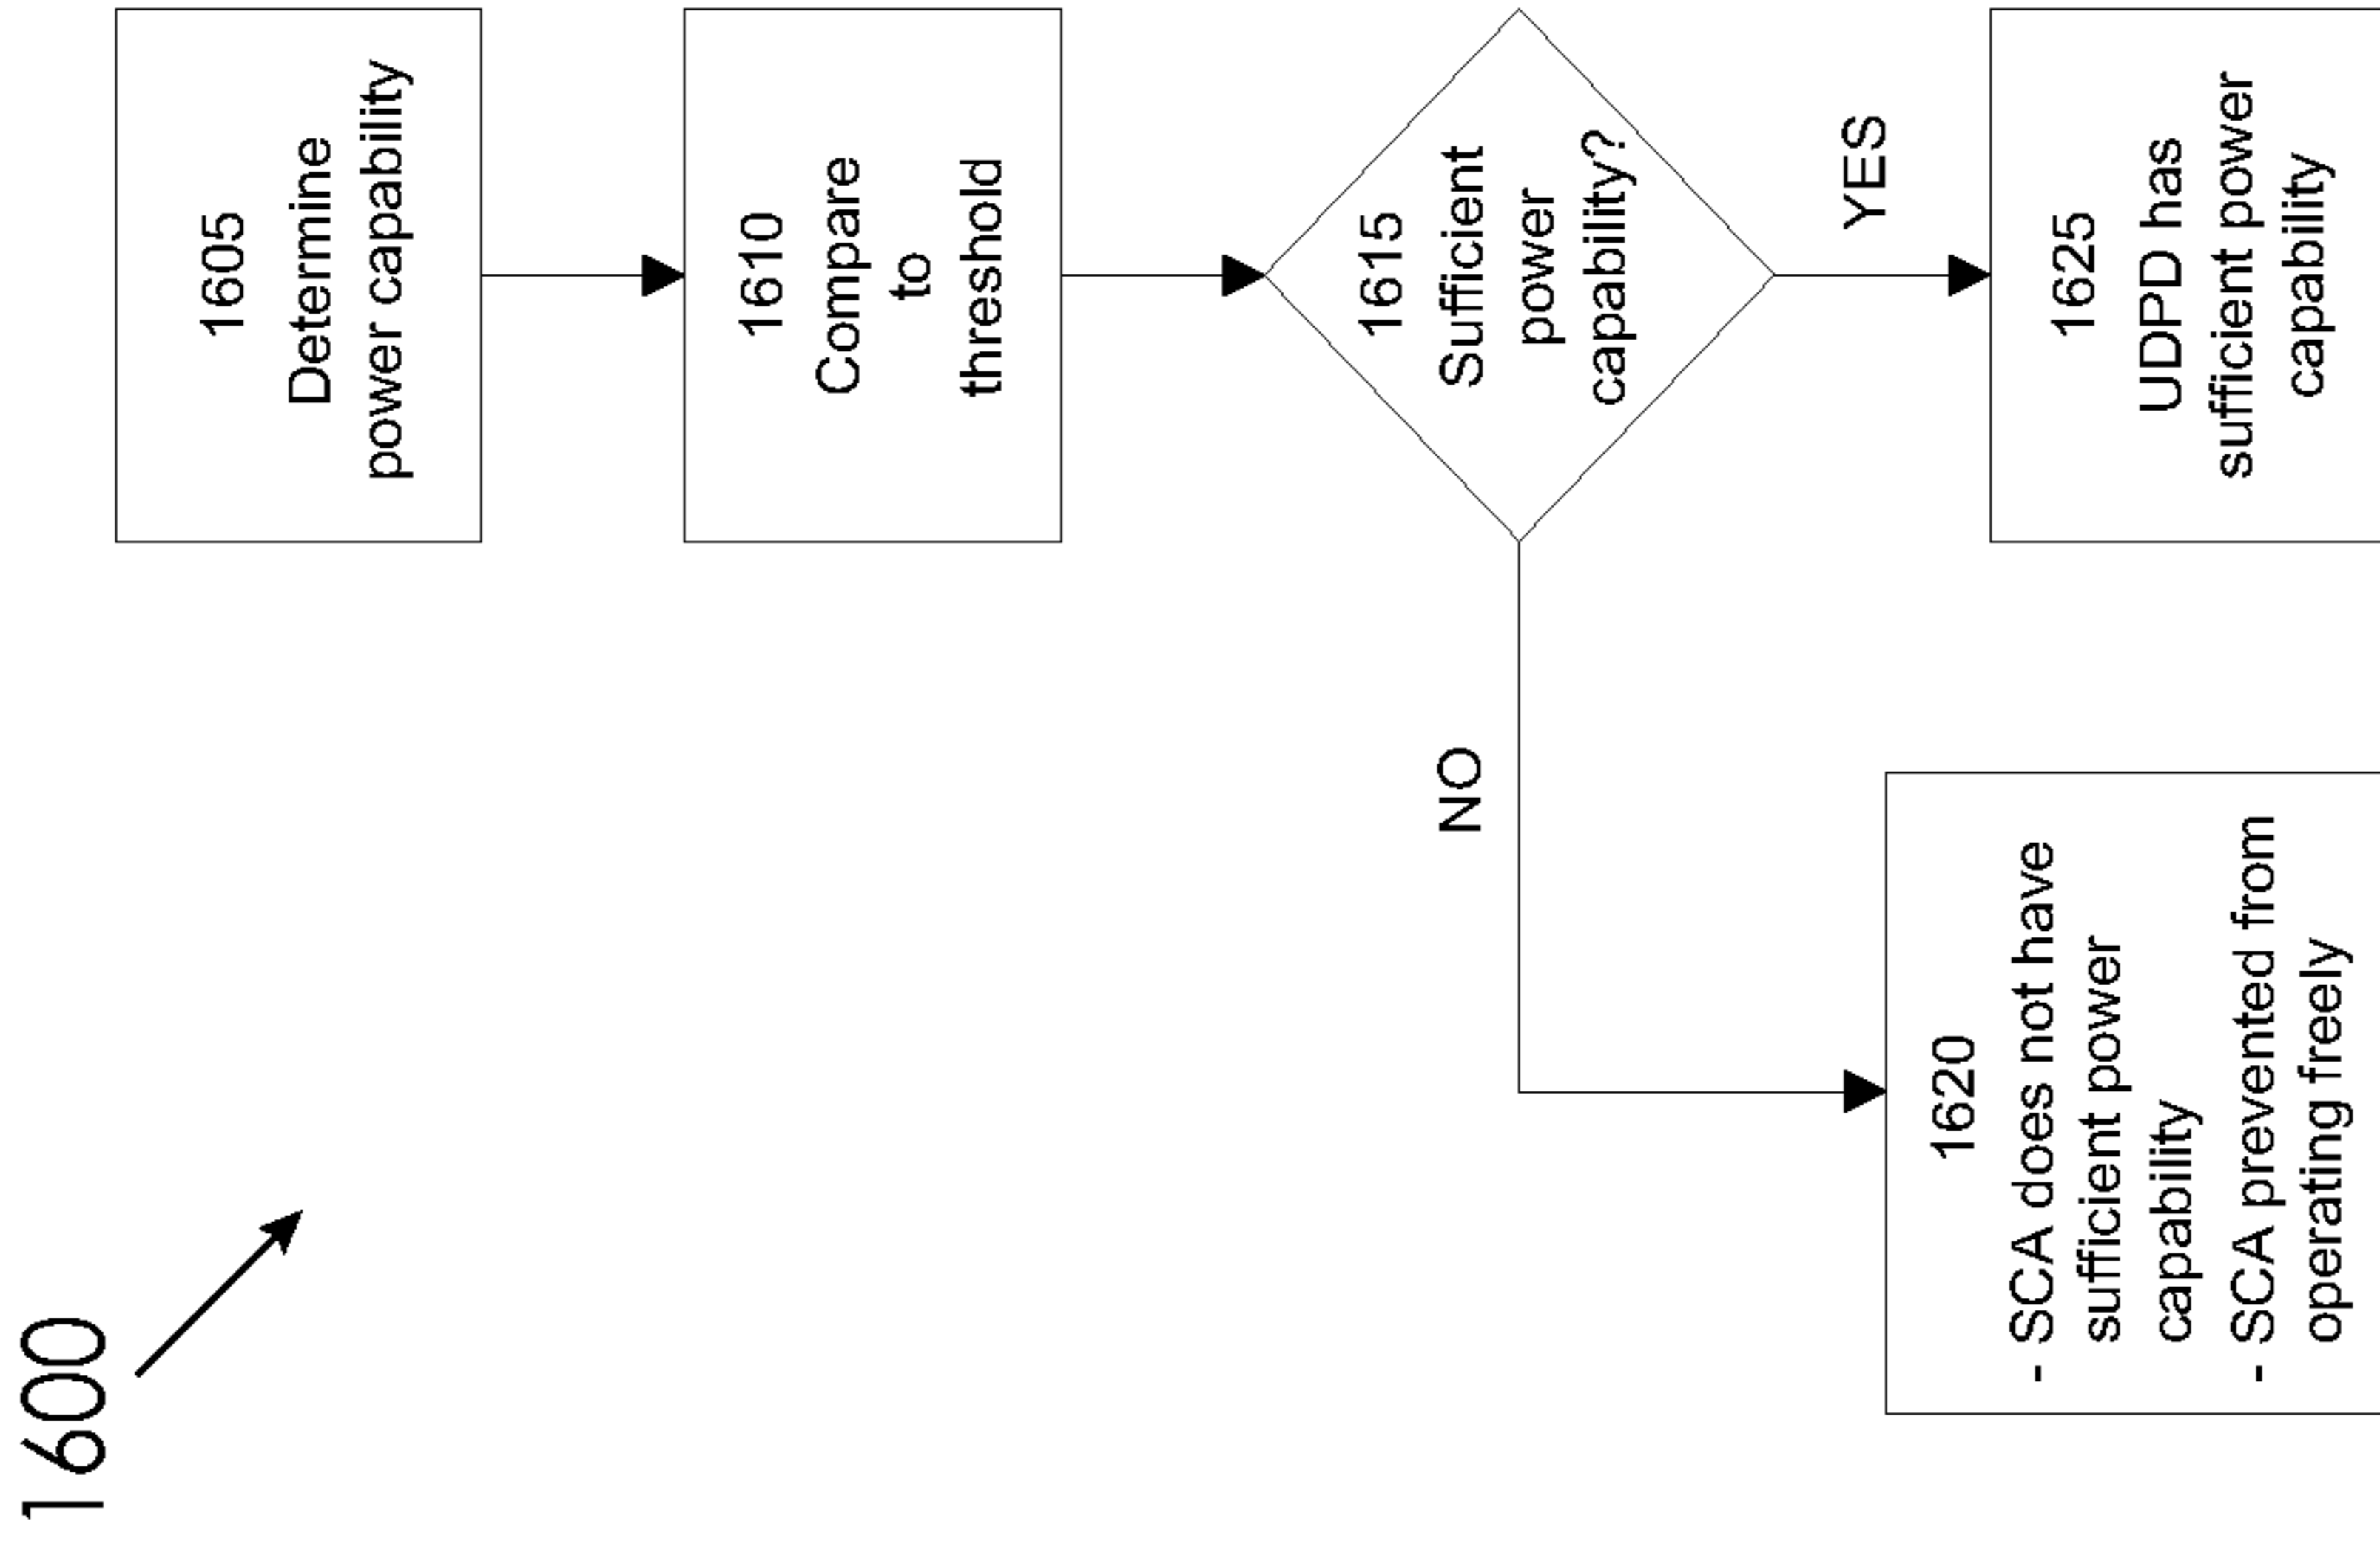 1600
1605
Determine
power capability
1610
Compare
to
threshold
1615
Sufficient
power
capability?
NO
YES
1620
- SCA does not have
sufficient power
capability
- SCA prevented from
operating freely
1625
UDPD has
sufficient power
capability